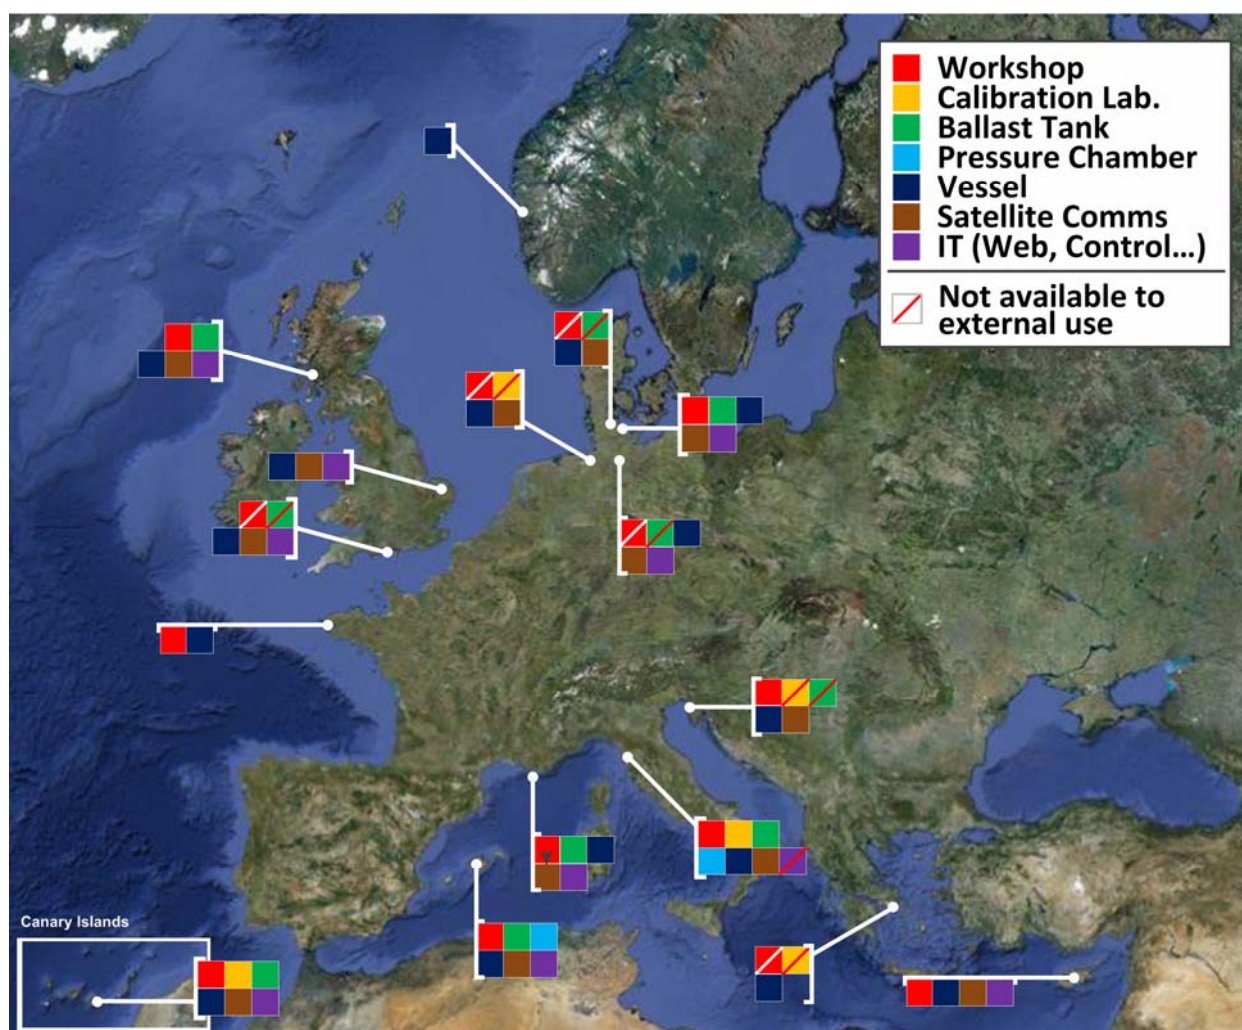 Workshop
Calibration Lab.
Ballast Tank
Pressure Chamber
Vessel
Satellite Comms
IT (Web, Control...)
Not available to
external use
Canary Islands